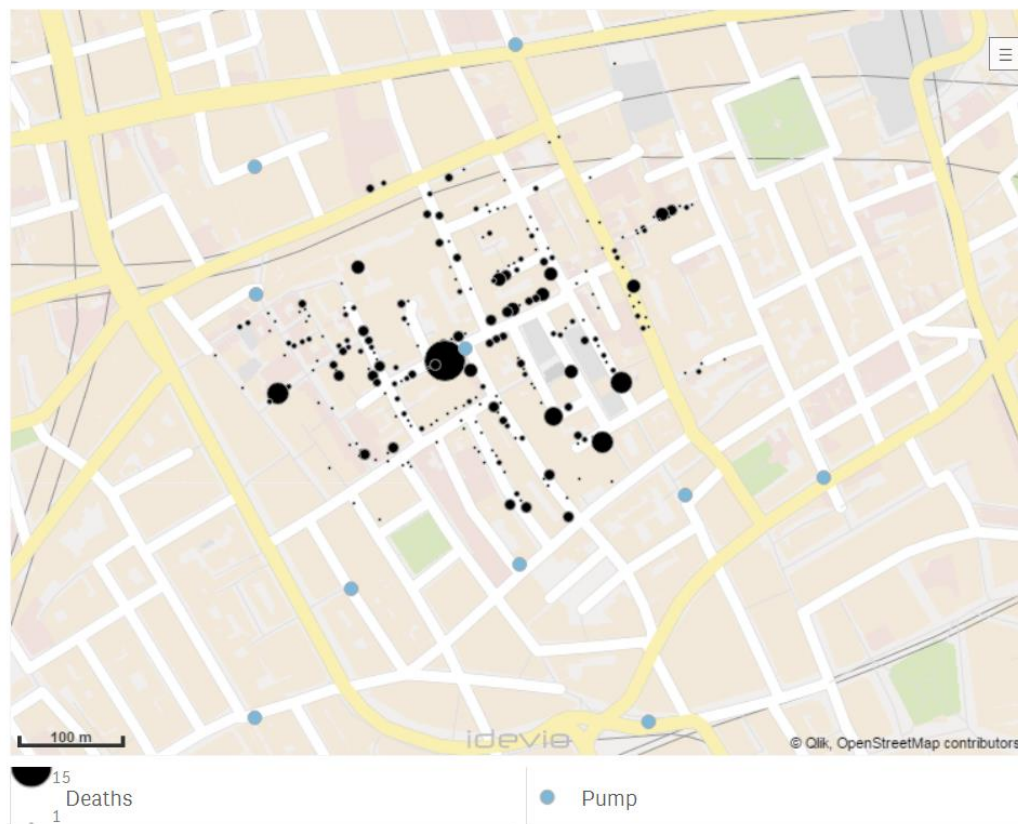 100 m
idevio
© Qlik, OpenStreetMap contributors
15
Deaths
1
Pump